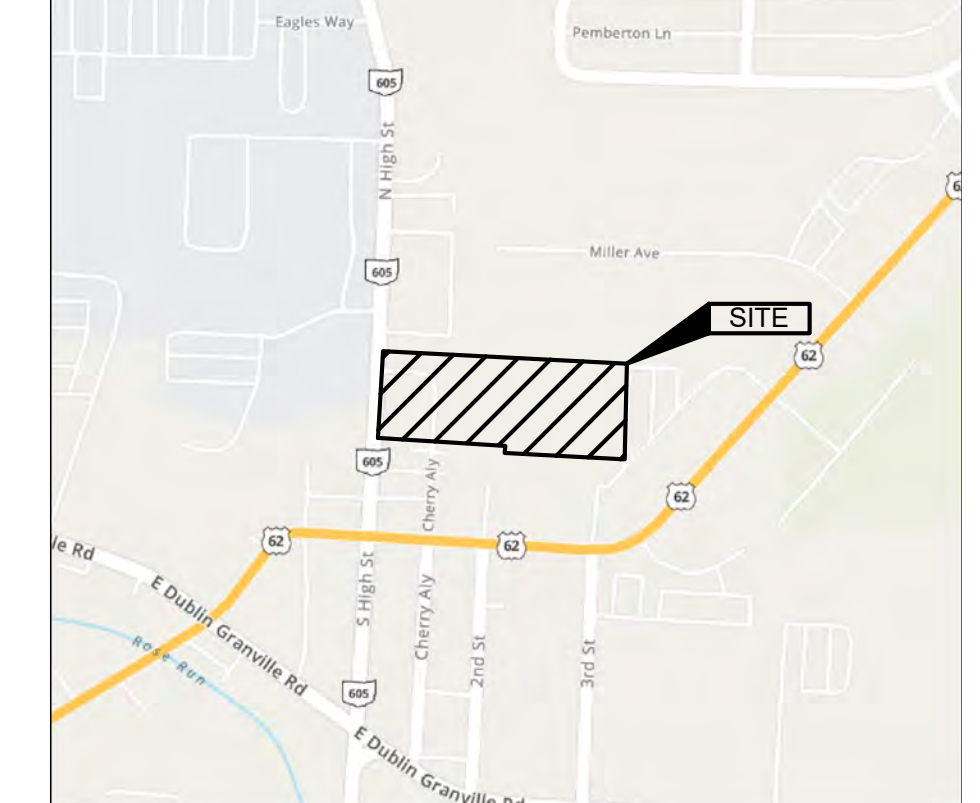 Eagles Way
Pemberton Ln
605
N High St
62
Miller Ave
605
SITE
62
605
Cherry Aly
62
62
62
le Rd
S High St
E Dublin Granville Rd
Cherry Aly
2nd St
3rd St
Rose Run
605
E Dublin Granville Rd